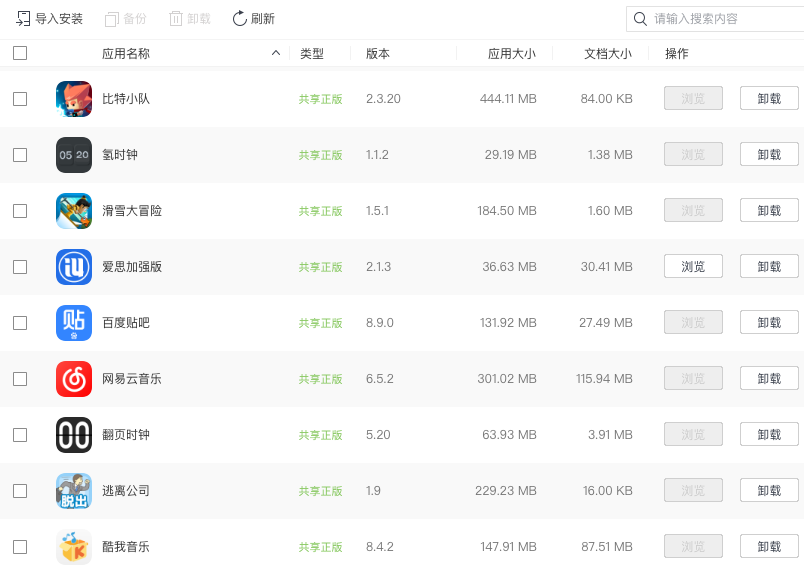 导入安装 备份 卸载 刷新 请输入搜索内容
应用名称 类型 版本 应用大小 文档大小 操作
比特小队 共享正版 2.3.20 444.11 MB 84.00 KB 浏览 卸载
05 20 氢时钟 共享正版 1.1.2 29.19 MB 1.38 MB 浏览 卸载
滑雪大冒险 共享正版 1.5.1 184.50 MB 1.60 MB 浏览 卸载
iU 爱思加强版 共享正版 2.1.3 36.63 MB 30.41 MB 浏览 卸载
贴 百度贴吧 共享正版 8.9.0 131.92 MB 27.49 MB 浏览 卸载
网易云音乐 共享正版 6.5.2 301.02 MB 115.94 MB 浏览 卸载
00 翻页时钟 共享正版 5.20 63.93 MB 3.91 MB 浏览 卸载
脱出 逃离公司 共享正版 1.9 229.23 MB 16.00 KB 浏览 卸载
K 酷我音乐 共享正版 8.4.2 147.91 MB 87.51 MB 浏览 卸载